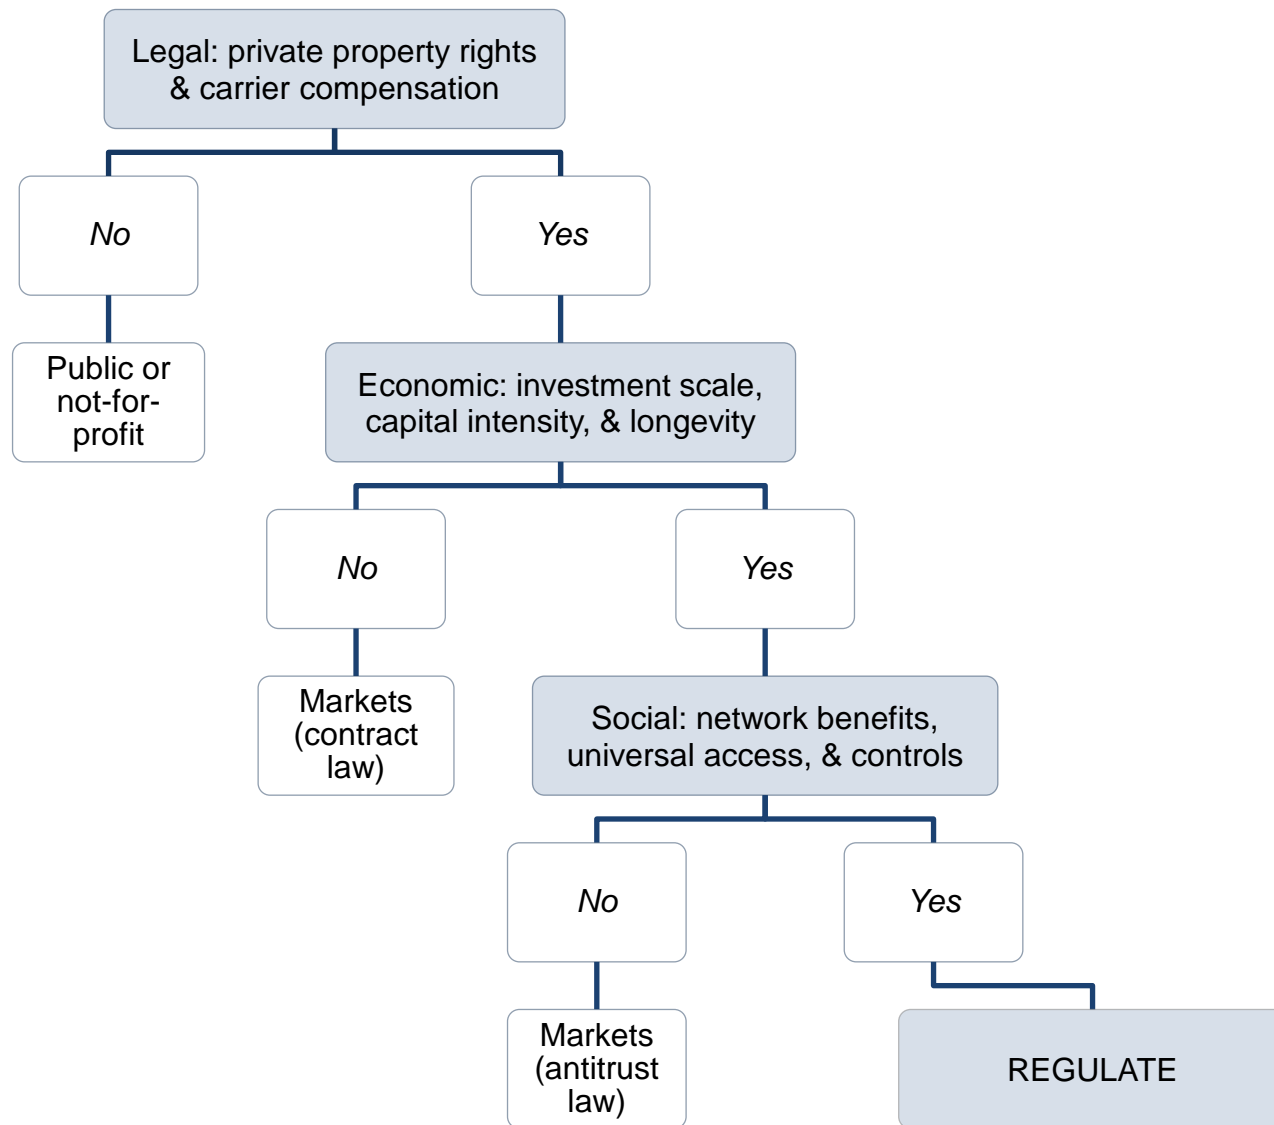 Legal: private property rights
& carrier compensation
No
Yes
Public or
not-for-
profit
Economic: investment scale,
capital intensity, & longevity
No
Yes
Markets
(contract
law)
Social: network benefits,
universal access, & controls
No
Yes
Markets
(antitrust
law)
REGULATE